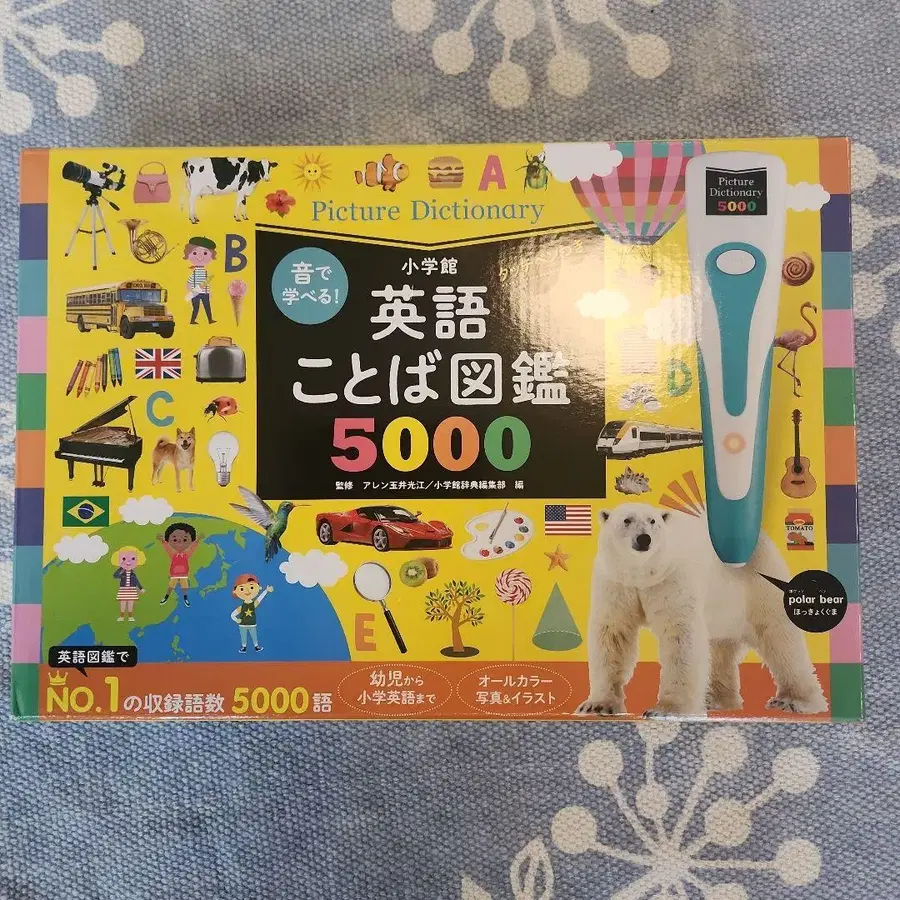 Picture Dictionary
A
B
音で
学べる!
小学館
英語
ことば図鑑
5000
監修 アレン玉井光江/小学館辞典編集部 編
Picture
Dictionary
5000
C
D
E
TOMATO
polar bear
ほっきょくぐま
英語図鑑で
NO.1の収録語数 5000語
幼児から
小学英語まで
オールカラー
写真&イラスト